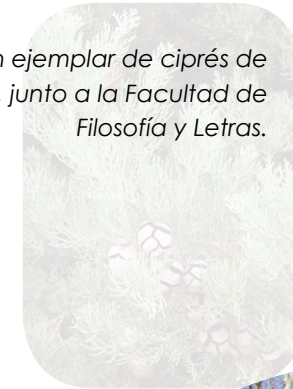 ejemplar de ciprés de
junto a la Facultad de
Filosofía y Letras.